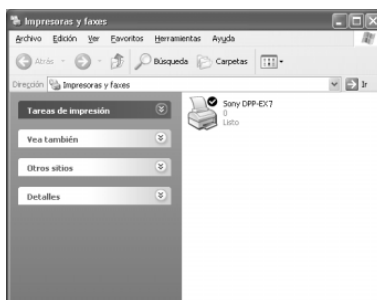 Impresoras y faxes
Archivo Edición Ver Favoritos Herramientas Ayuda
Atrás Búsqueda Carpetas
Dirección Impresoras y faxes Ir
Tareas de impresión
Sony DPP-EX7
0
Listo
Vea también
Otros sitios
Detalles